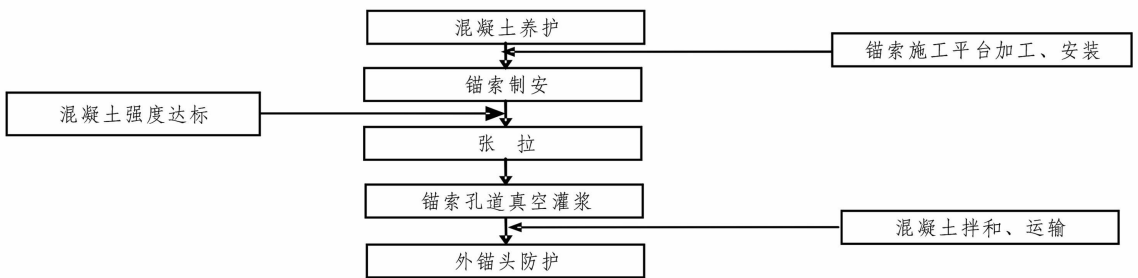 混凝土养护
锚索施工平台加工、安装
锚索制安
混凝土强度达标
张 拉
锚索孔道真空灌浆
混凝土拌和、运输
外锚头防护